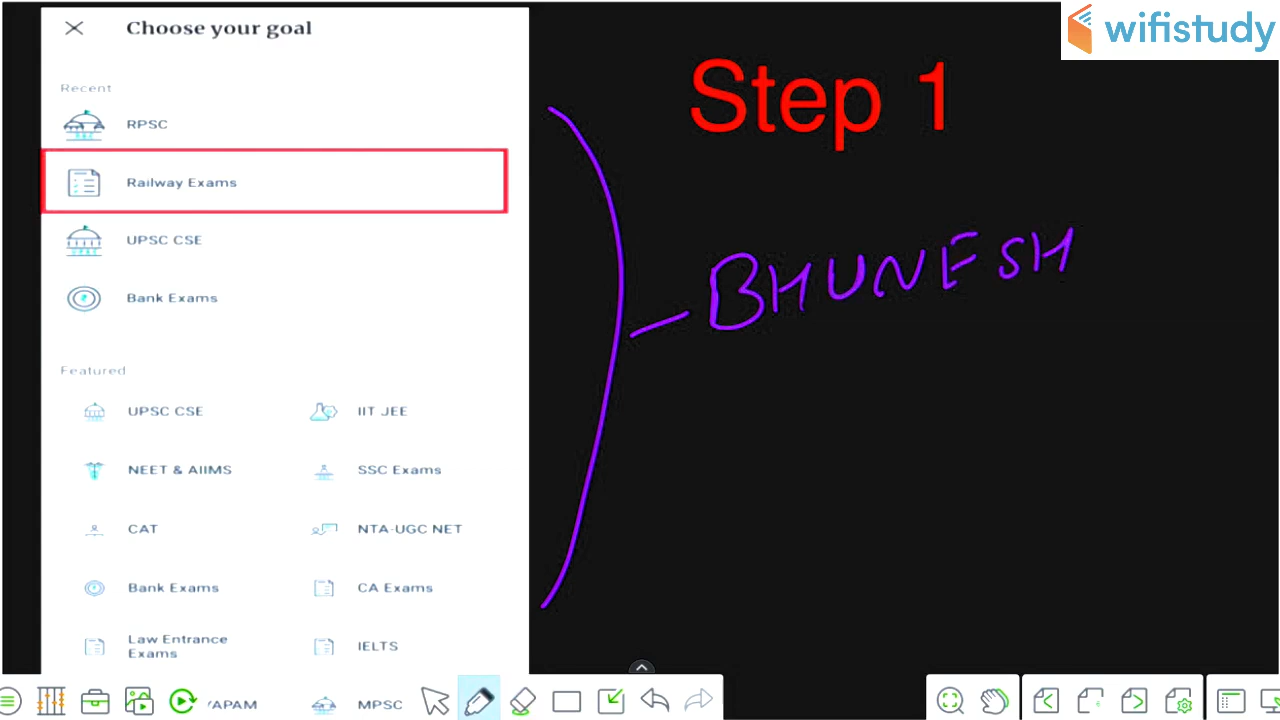 wifistudy
Choose your goal
Step 1
Recent
RPSC
Railway Exams
UPSC CSE
Bank Exams
BHUNESH
Featured
UPSC CSE
IIT JEE
NEET & AIIMS
SSC Exams
CAT
NTA-UGC NET
Bank Exams
CA Exams
Law Entrance
Exams
IELTS
YAPAM
MPSC